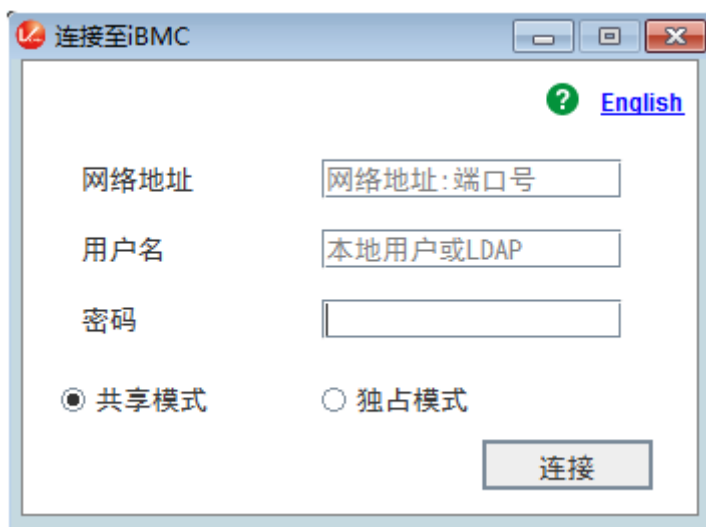 连接至iBMC
English
网络地址 网络地址:端口号
用户名 本地用户或LDAP
密码
共享模式 独占模式
连接